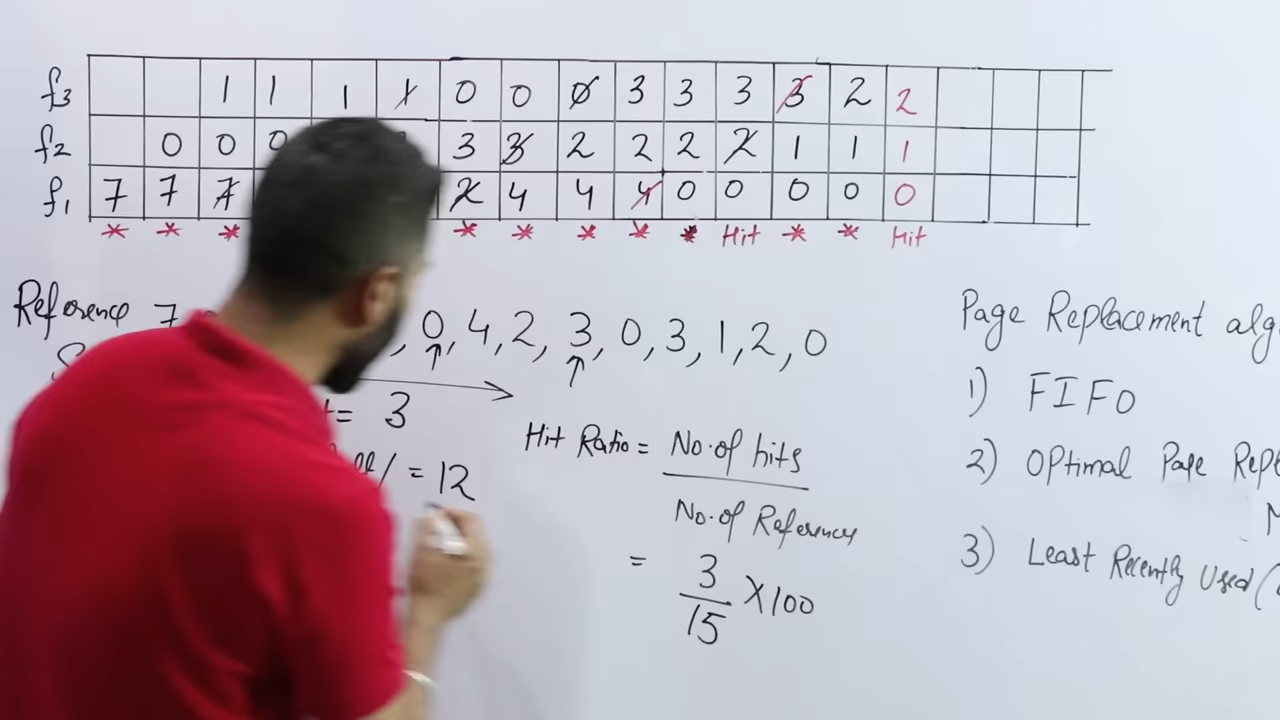 f3 1 1 1 1 0 0 0 3 3 3 3 2 2
f2 0 0 0 3 3 2 2 2 2 1 1 1
f1 7 7 7 2 4 4 4 0 0 0 0 0
* * * * * * * * Hit * * Hit
Reference 7 , 0, 4, 2, 3, 0, 3, 1, 2, 0
= 3
= 12
Hit Ratio = No. of hits
No. of Reference
= 3
15 X100
Page Replacement alg
1) FIFO
2) Optimal Page Repl
3) Least Recently Used (